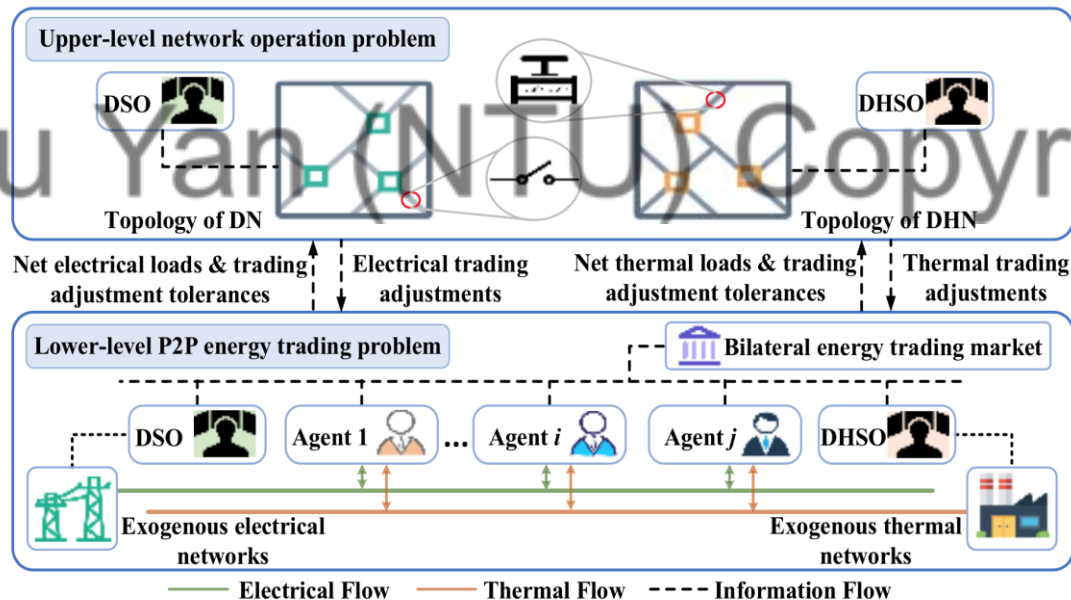 Upper-level network operation problem
DSO
DHSO
u Yan (NTU) Copyr
Topology of DN
Topology of DHN
Net electrical loads & trading
adjustment tolerances
Electrical trading
adjustments
Net thermal loads & trading
adjustment tolerances
Thermal trading
adjustments
Lower-level P2P energy trading problem
Bilateral energy trading market
DSO
Agent 1
...
Agent i
Agent j
DHSO
Exogenous electrical
networks
Exogenous thermal
networks
Electrical Flow
Thermal Flow
Information Flow